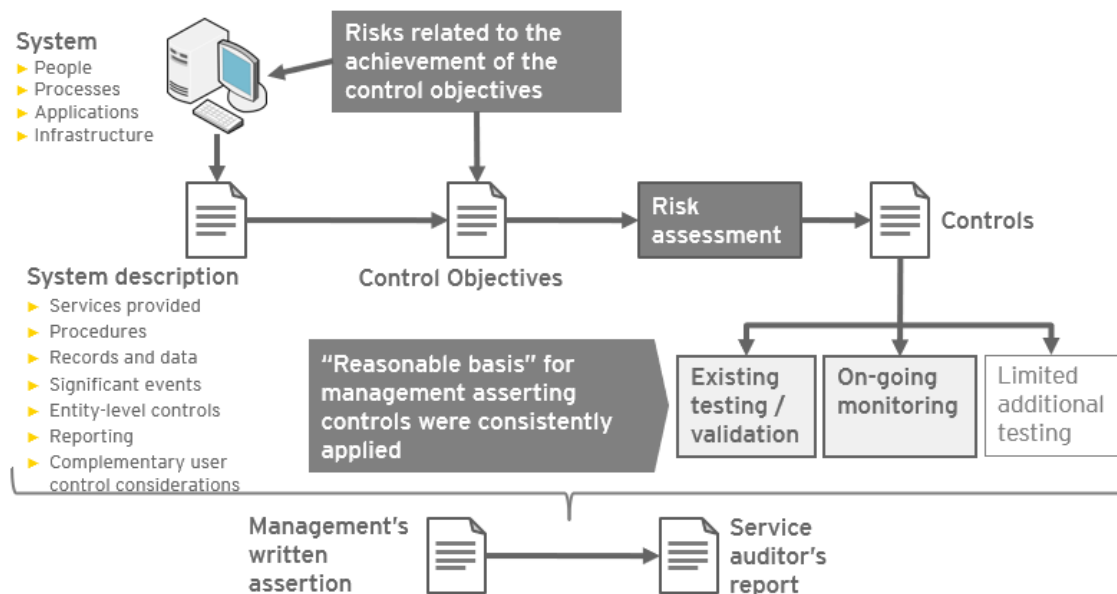 System
People
Processes
Applications
Infrastructure
Risks related to the
achievement of the
control objectives
System description
Services provided
Procedures
Records and data
Significant events
Entity-level controls
Reporting
Complementary user
control considerations
Control Objectives
Risk
assessment
Controls
“Reasonable basis” for
management asserting
controls were consistently
applied
Existing
testing /
validation
On-going
monitoring
Limited
additional
testing
Management’s
written
assertion
Service
auditor’s
report